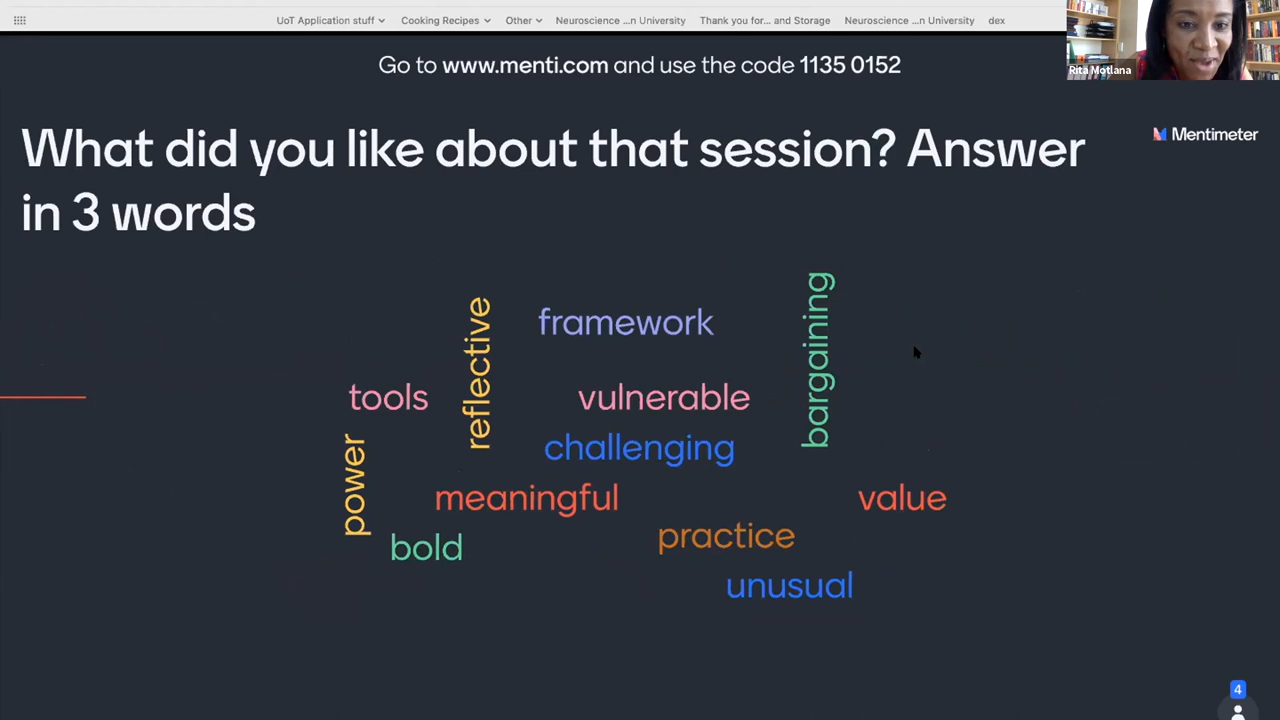 UoT Application stuff Cooking Recipes Other Neuroscience ...n University Thank you for... and Storage Neuroscience ...n University dex
Go to www.menti.com and use the code 1135 0152
Rita Motlana
What did you like about that session? Answer
in 3 words
Mentimeter
bargaining
reflective
framework
tools
vulnerable
challenging
power
meaningful
value
practice
bold
unusual
4